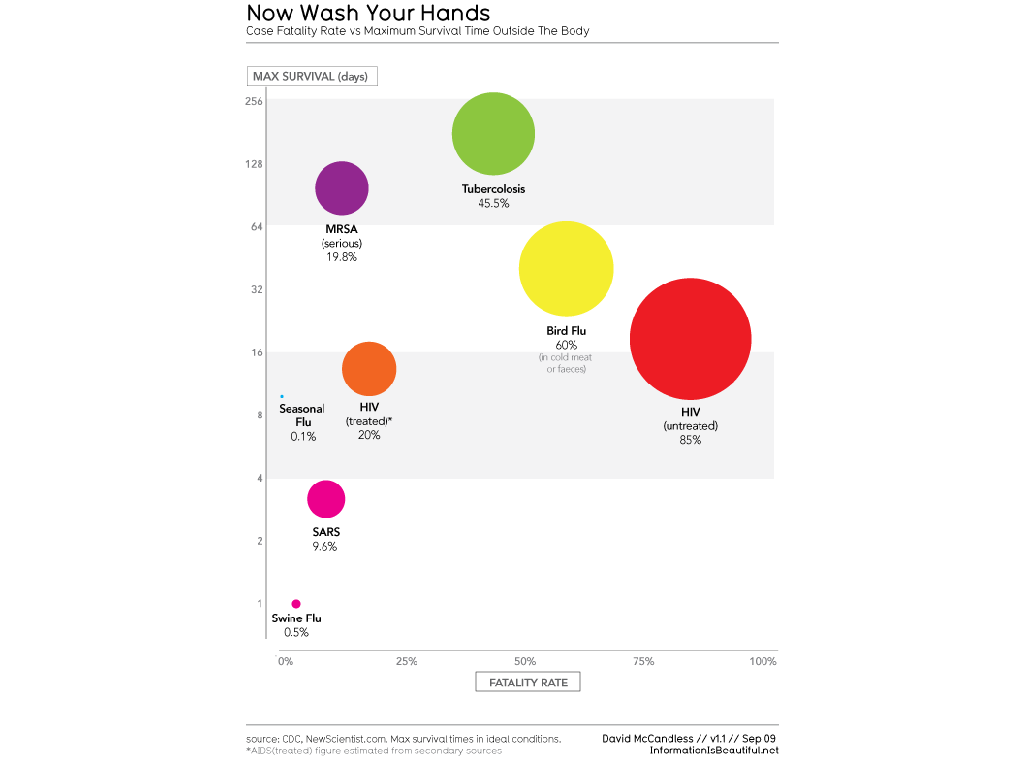 Now Wash Your Hands
Case Fatality Rate vs Maximum Survival Time Outside The Body
MAX SURVIVAL (days)
256
128
64
32
16
8
4
2
1
Tubercolosis
45.5%
MRSA
(serious)
19.8%
Bird Flu
60%
(in cold meat
or faeces)
HIV
(untreated)
85%
HIV
(treated)*
20%
Seasonal
Flu
0.1%
SARS
9.6%
Swine Flu
0.5%
0%
25%
50%
75%
100%
FATALITY RATE
source: CDC, NewScientist.com. Max survival times in ideal conditions.
*AIDS(treated) figure estimated from secondary sources
David McCandless // v1.1 // Sep 09
InformationIsBeautiful.net